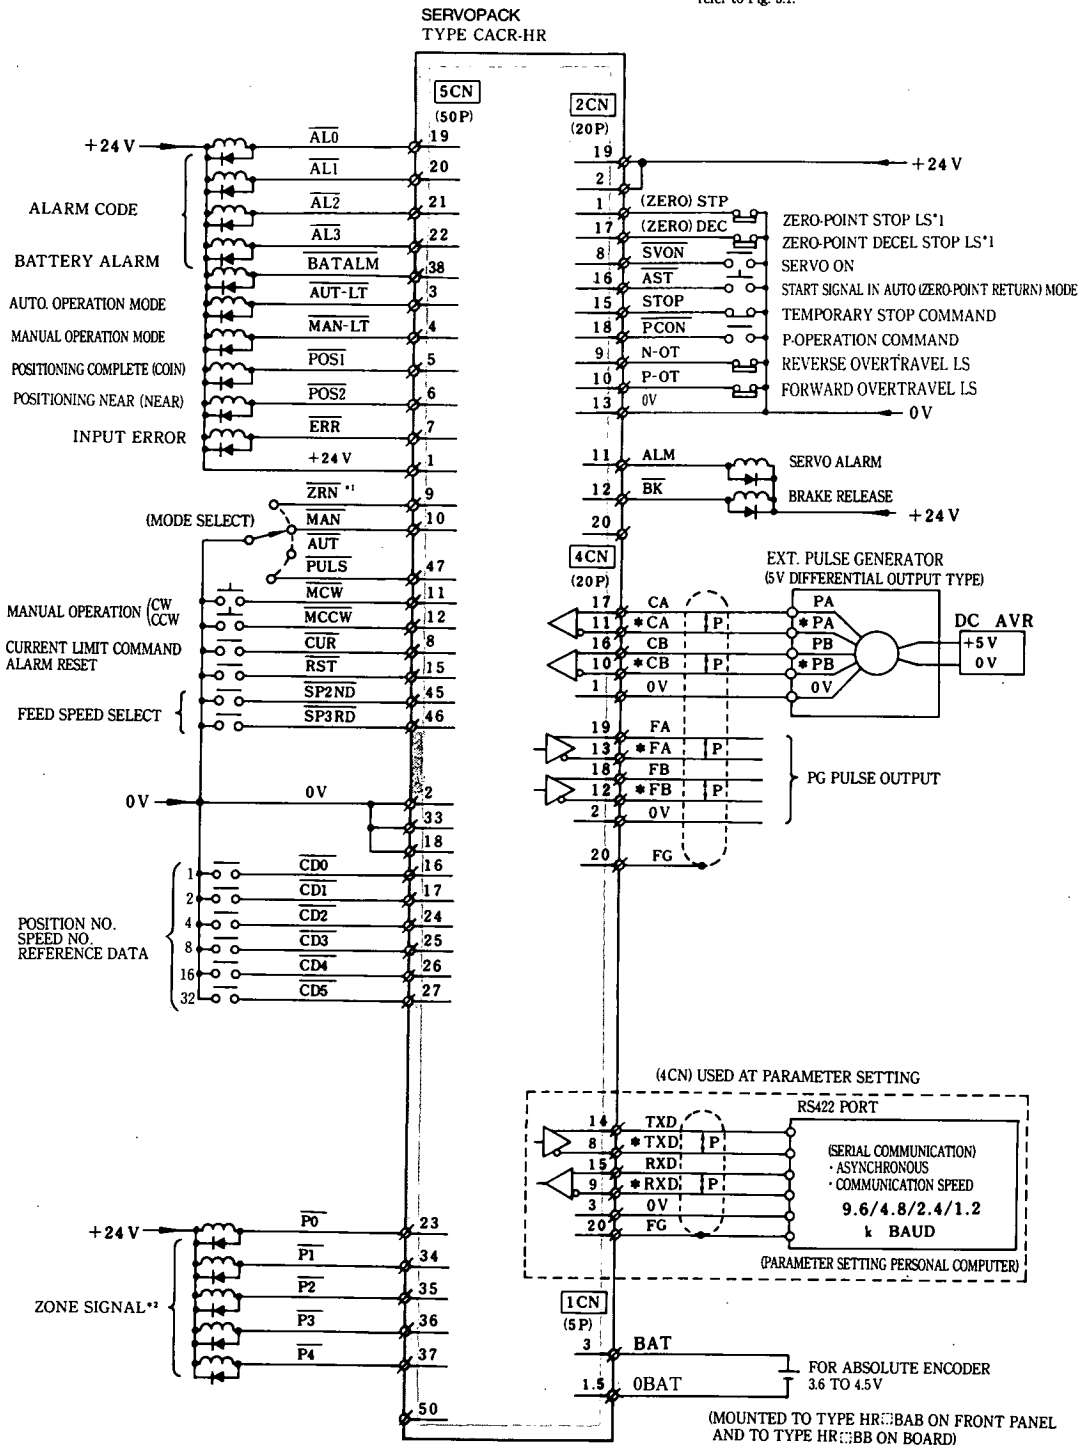 refer to Fig. 3.1.
SERVOPACK
TYPE CACR-HR
5CN
(50P)
2CN
(20P)
+24V
ALARM CODE
BATTERY ALARM
AUTO. OPERATION MODE
MANUAL OPERATION MODE
POSITIONING COMPLETE (COIN)
POSITIONING NEAR (NEAR)
INPUT ERROR
AL0 19
AL1 20
AL2 21
AL3 22
BATALM 38
AUT-LT 3
MAN-LT 4
POS1 5
POS2 6
ERR 7
+24V 1
(MODE SELECT)
ZRN *1 9
MAN 10
AUT
PULS 47
MANUAL OPERATION (CW
CCW
MCW 11
MCCW 12
CURRENT LIMIT COMMAND
CUR 8
ALARM RESET
RST 15
FEED SPEED SELECT
SP2ND 45
SP3RD 46
0V
0V 2
33
18
POSITION NO.
SPEED NO.
REFERENCE DATA
1 CD0 16
2 CD1 17
4 CD2 24
8 CD3 25
16 CD4 26
32 CD5 27
+24V
ZONE SIGNAL*2
P0 23
P1 34
P2 35
P3 36
P4 37
50
19 +24V
2
1 (ZERO) STP ZERO-POINT STOP LS*1
17 (ZERO) DEC ZERO-POINT DECEL STOP LS*1
8 SVON SERVO ON
16 AST START SIGNAL IN AUTO (ZERO-POINT RETURN) MODE
15 STOP TEMPORARY STOP COMMAND
18 PCON P-OPERATION COMMAND
9 N-OT REVERSE OVERTRAVEL LS
10 P-OT FORWARD OVERTRAVEL LS
13 0V 0V
11 ALM SERVO ALARM
12 BK BRAKE RELEASE
+24V
20
4CN
(20P)
EXT. PULSE GENERATOR
(5V DIFFERENTIAL OUTPUT TYPE)
17 CA PA
11 *CA P *PA
16 CB PB
10 *CB P *PB
1 0V 0V
DC AVR
+5V
0V
19 FA
13 *FA P
18 FB
12 *FB P
2 0V
PG PULSE OUTPUT
20 FG
(4CN) USED AT PARAMETER SETTING
RS422 PORT
14 TXD
8 *TXD P
15 RXD
9 *RXD P
3 0V
20 FG
(SERIAL COMMUNICATION)
· ASYNCHRONOUS
· COMMUNICATION SPEED
9.6/4.8/2.4/1.2
k BAUD
(PARAMETER SETTING PERSONAL COMPUTER)
1CN
(5P)
3 BAT
1.5 0BAT
FOR ABSOLUTE ENCODER
3.6 TO 4.5V
(MOUNTED TO TYPE HR□BAB ON FRONT PANEL
AND TO TYPE HR□BB ON BOARD)